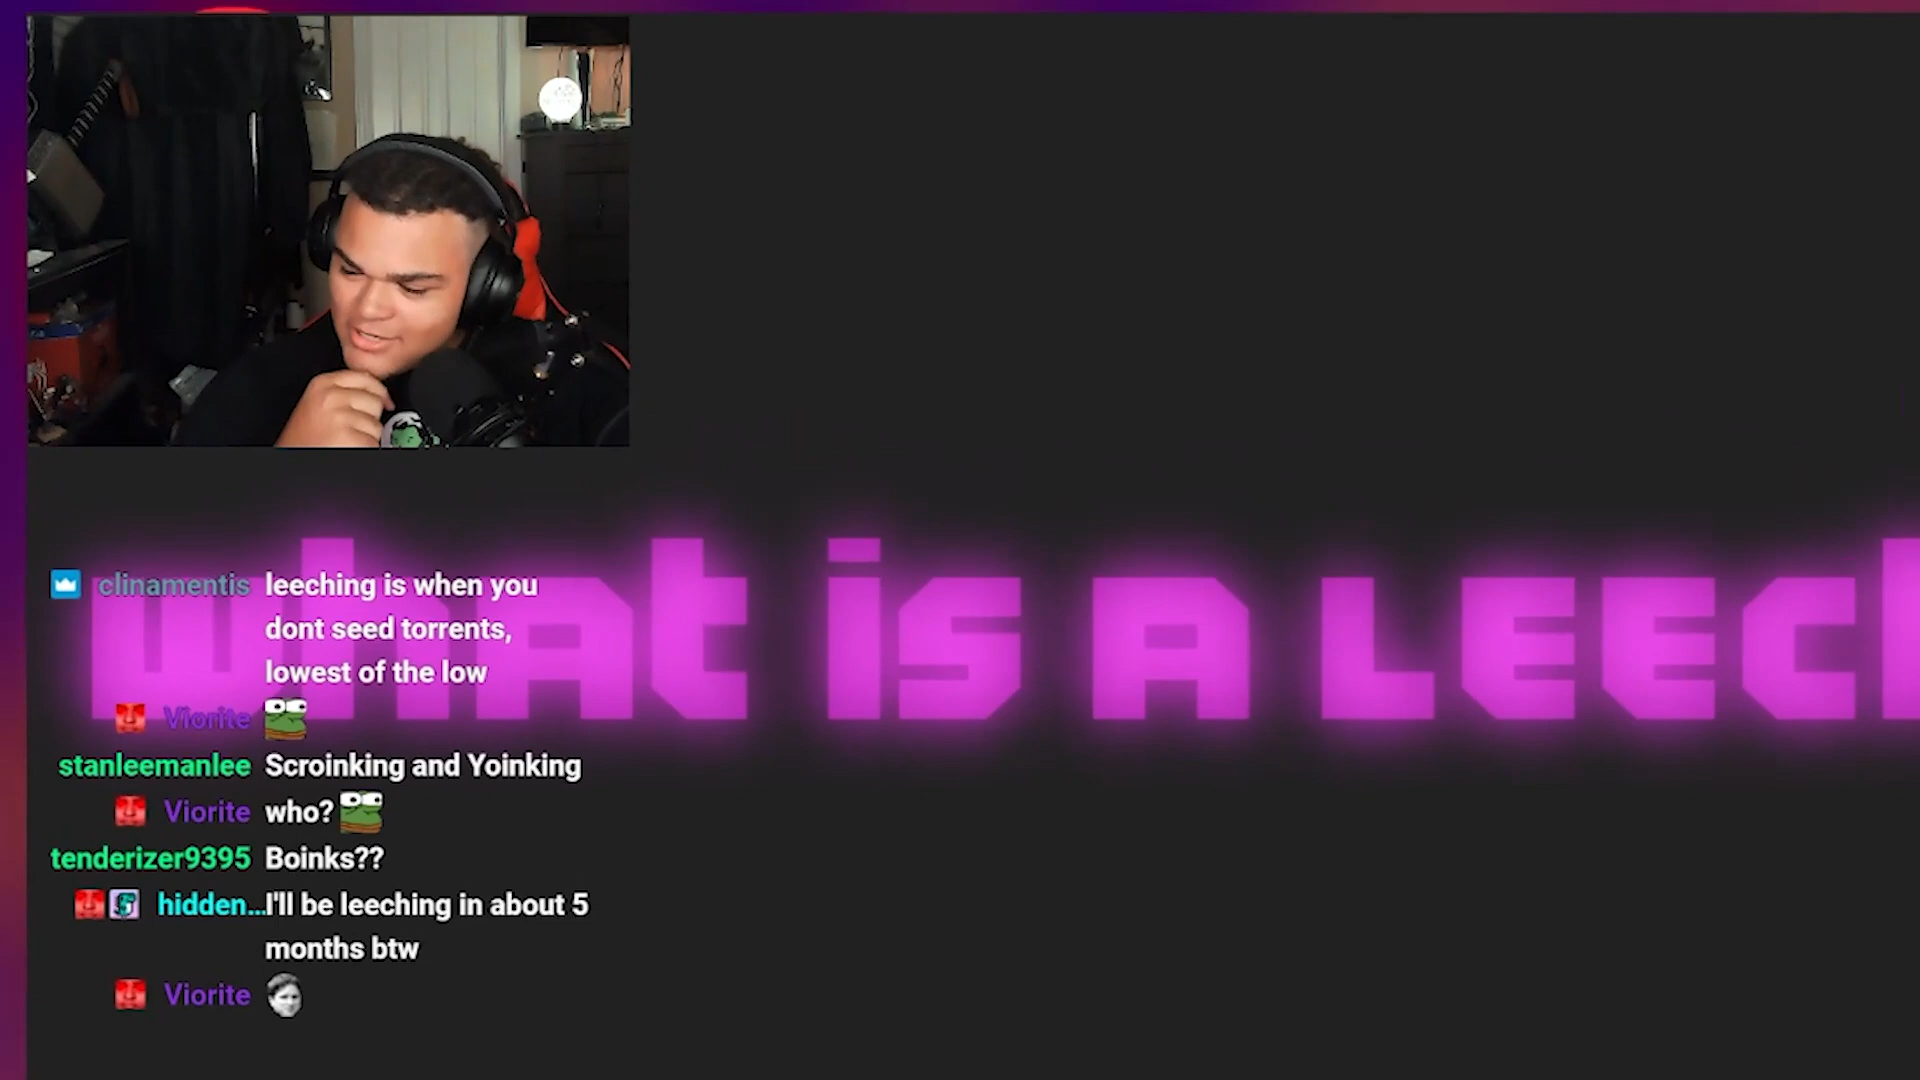 what is a leech
clinamentis leeching is when you
dont seed torrents,
lowest of the low
Viorite
stanleemanlee Scroinking and Yoinking
Viorite who?
tenderizer9395 Boinks??
hidden... I'll be leeching in about 5
months btw
Viorite